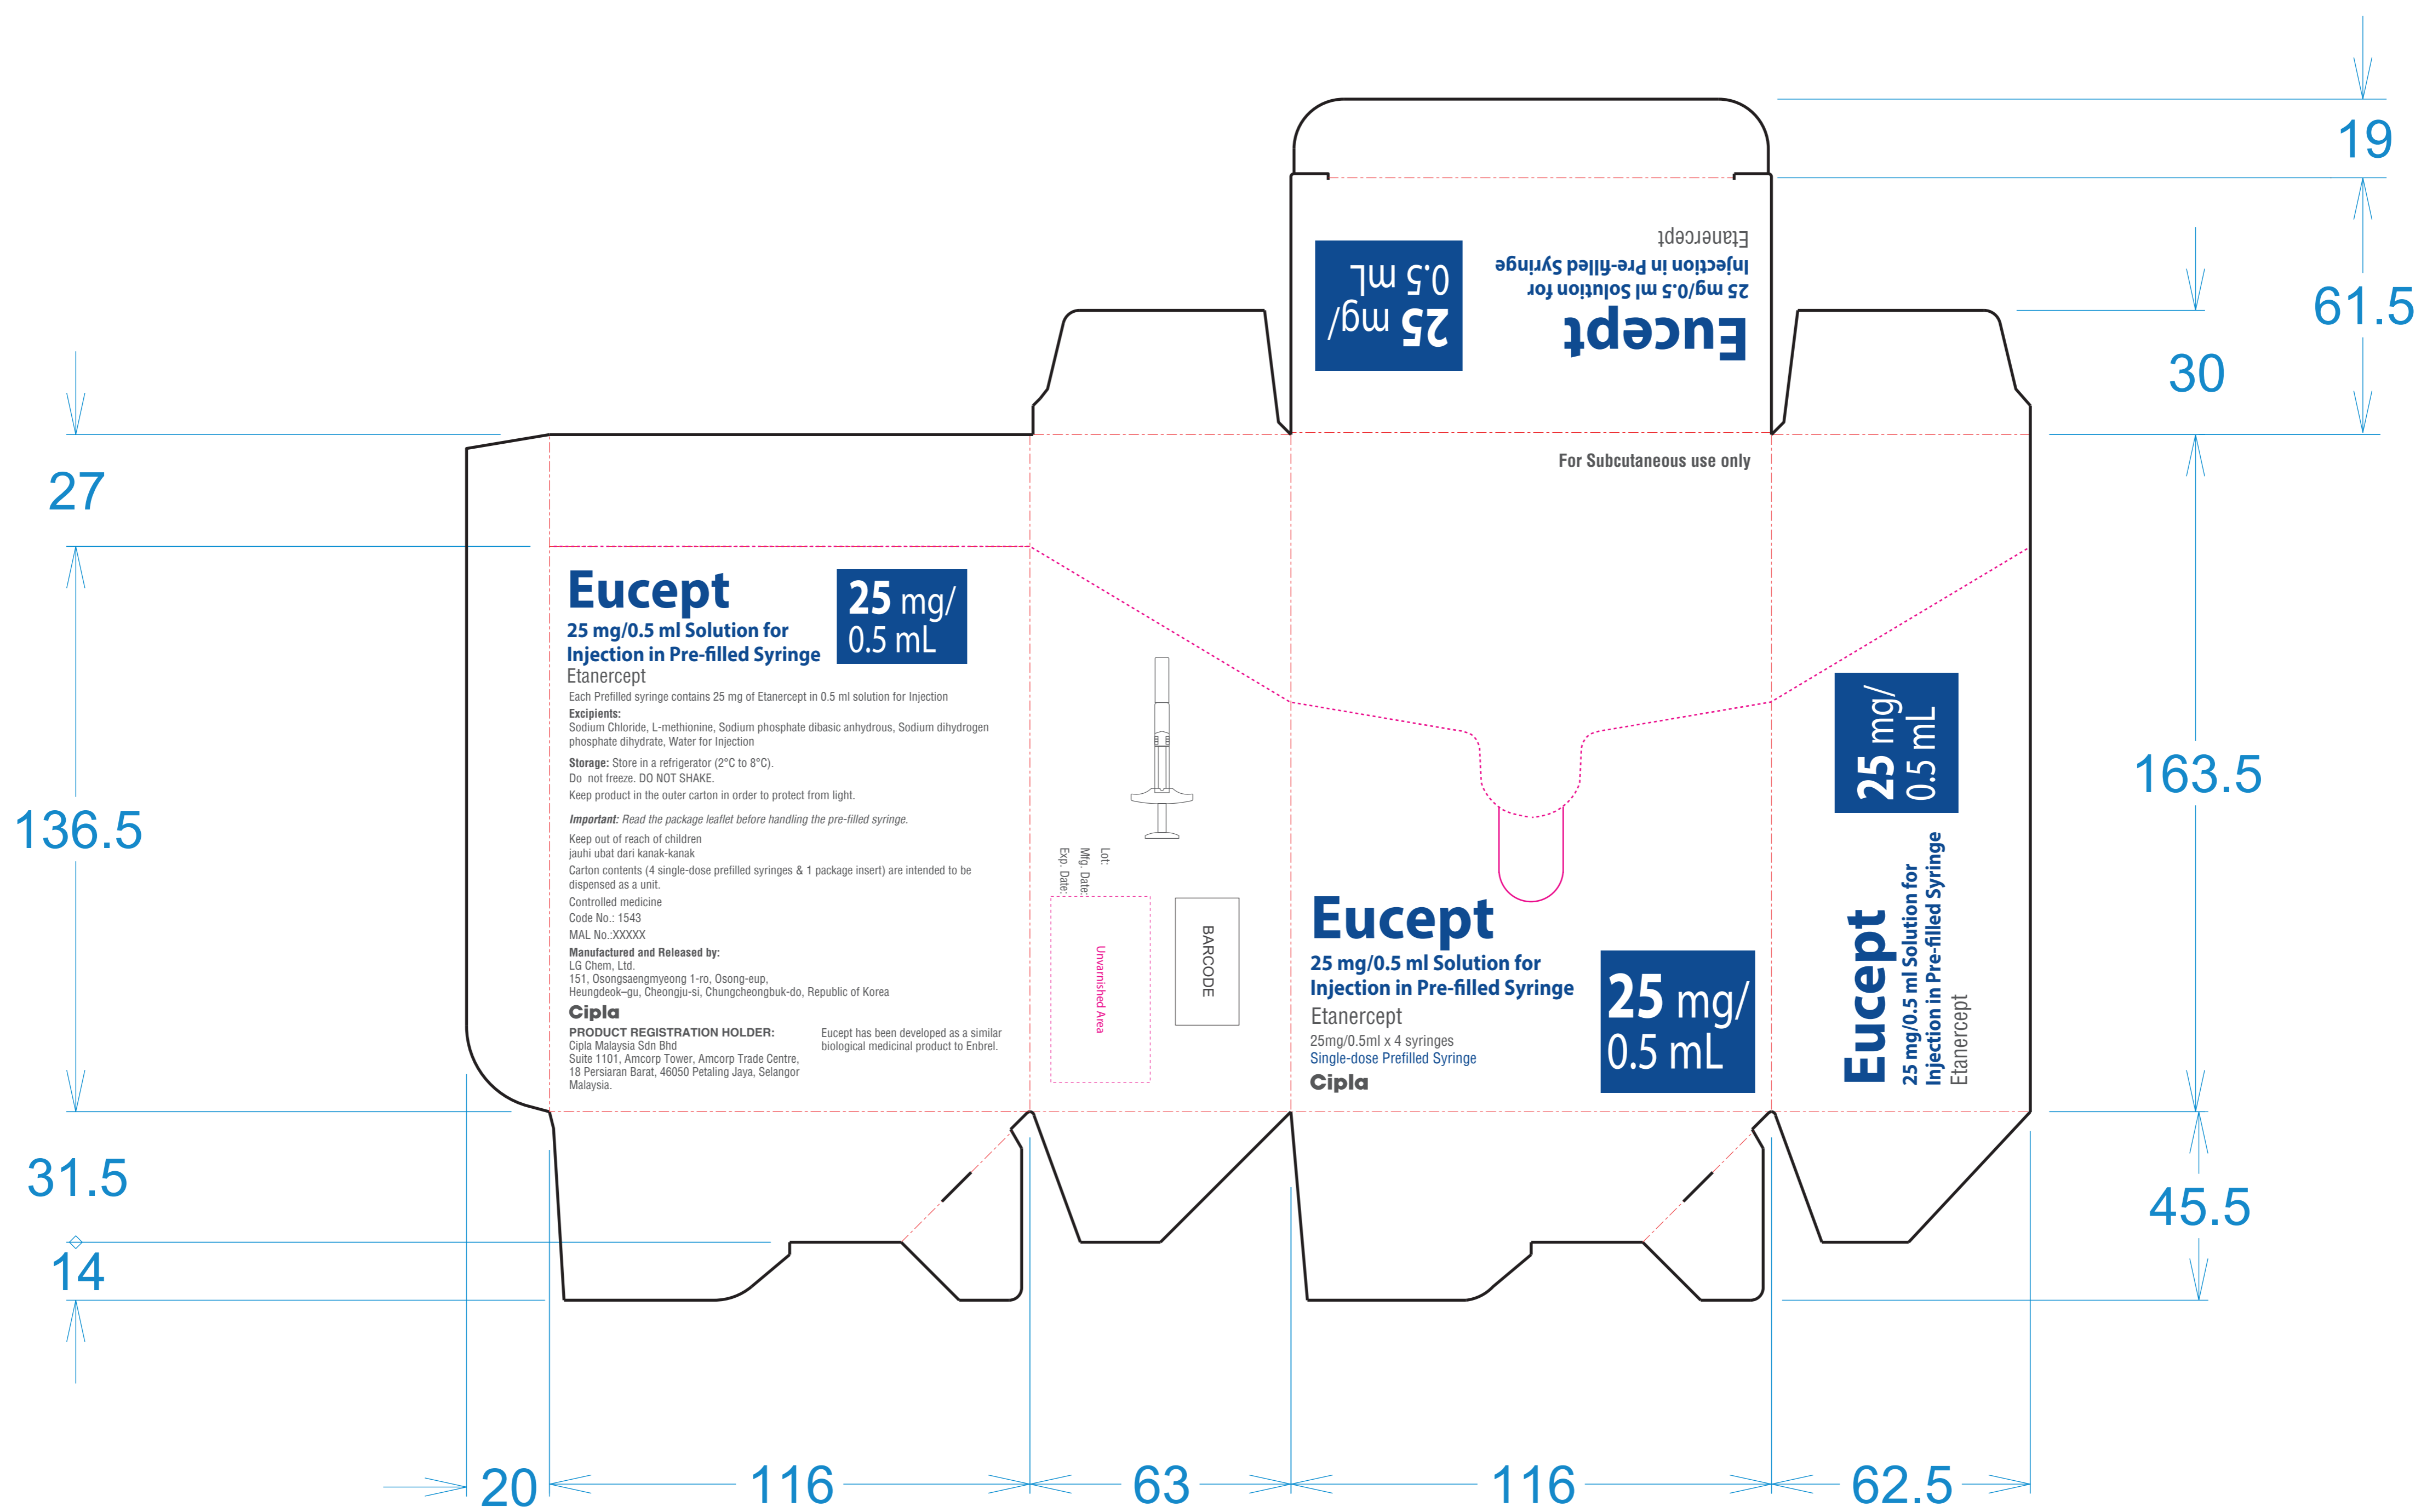 19
61.5
30
27
136.5
31.5
14
163.5
45.5
20
116
63
116
62.5
Eucept
25 mg/0.5 ml Solution for
Injection in Pre-filled Syringe
Etanercept
25 mg/
0.5 mL
For Subcutaneous use only
Eucept
25 mg/0.5 ml Solution for
Injection in Pre-filled Syringe
Etanercept
25 mg/
0.5 mL
Each Prefilled syringe contains 25 mg of Etanercept in 0.5 ml solution for Injection
Excipients:
Sodium Chloride, L-methionine, Sodium phosphate dibasic anhydrous, Sodium dihydrogen
phosphate dihydrate, Water for Injection
Storage: Store in a refrigerator (2°C to 8°C).
Do not freeze. DO NOT SHAKE.
Keep product in the outer carton in order to protect from light.
Important: Read the package leaflet before handling the pre-filled syringe.
Keep out of reach of children
jauhi ubat dari kanak-kanak
Carton contents (4 single-dose prefilled syringes & 1 package insert) are intended to be
dispensed as a unit.
Controlled medicine
Code No.: 1543
MAL No.:XXXXX
Manufactured and Released by:
LG Chem, Ltd.
151, Osongsaengmyeong 1-ro, Osong-eup,
Heungdeok–gu, Cheongju-si, Chungcheongbuk-do, Republic of Korea
Cipla
PRODUCT REGISTRATION HOLDER:
Cipla Malaysia Sdn Bhd
Suite 1101, Amcorp Tower, Amcorp Trade Centre,
18 Persiaran Barat, 46050 Petaling Jaya, Selangor
Malaysia.
Eucept has been developed as a similar
biological medicinal product to Enbrel.
Lot:
Mfg. Date:
Exp. Date:
Unvarnished Area
BARCODE
Eucept
25 mg/0.5 ml Solution for
Injection in Pre-filled Syringe
Etanercept
25mg/0.5ml x 4 syringes
Single-dose Prefilled Syringe
Cipla
25 mg/
0.5 mL
Eucept
25 mg/0.5 ml Solution for
Injection in Pre-filled Syringe
Etanercept
25 mg/
0.5 mL